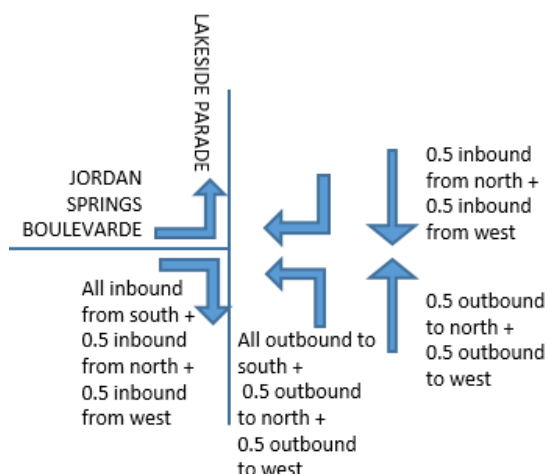 LAKESIDE PARADE
JORDAN
SPRINGS
BOULEVARDE
0.5 inbound
from north +
0.5 inbound
from west
All inbound
from south +
0.5 inbound
from north +
0.5 inbound
from west
All outbound to
south +
0.5 outbound
to north +
0.5 outbound
to west
0.5 outbound
to north +
0.5 outbound
to west